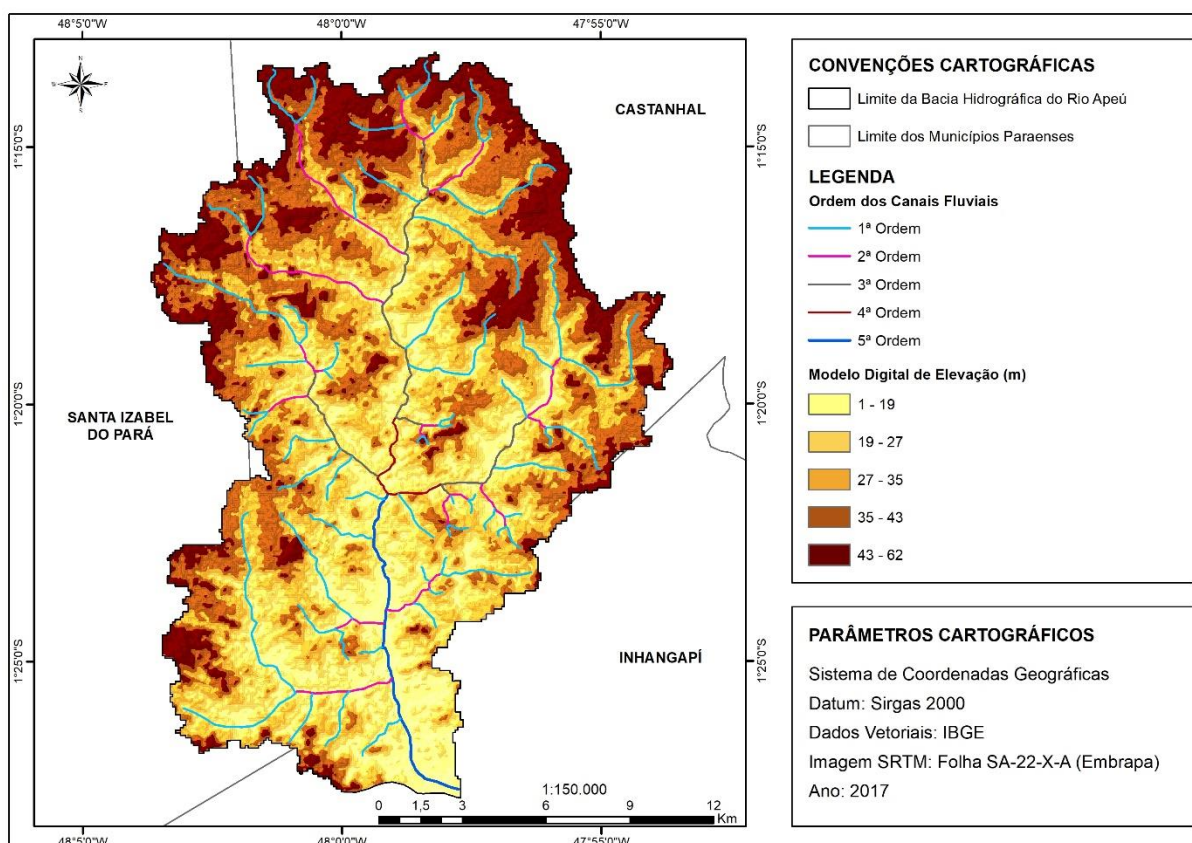 48°5'0"W
48°0'0"W
47°55'0"W
N
CASTANHAL
1°15'0"S
1°15'0"S
1°20'0"S
1°20'0"S
SANTA IZABEL
DO PARÁ
INHANGAPÍ
1°25'0"S
1°25'0"S
1:150.000
0 1,5 3 6 9 12
Km
48°5'0"W
48°0'0"W
47°55'0"W
CONVENÇÕES CARTOGRÁFICAS
Limite da Bacia Hidrográfica do Rio Apeú
Limite dos Municípios Paraenses
LEGENDA
Ordem dos Canais Fluviais
1ª Ordem
2ª Ordem
3ª Ordem
4ª Ordem
5ª Ordem
Modelo Digital de Elevação (m)
1 - 19
19 - 27
27 - 35
35 - 43
43 - 62
PARÂMETROS CARTOGRÁFICOS
Sistema de Coordenadas Geográficas
Datum: Sirgas 2000
Dados Vetoriais: IBGE
Imagem SRTM: Folha SA-22-X-A (Embrapa)
Ano: 2017